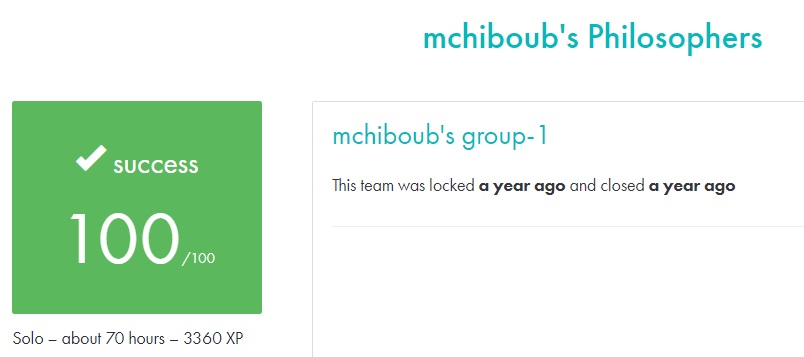 mchiboub's Philosophers
success
100/100
Solo – about 70 hours – 3360 XP
mchiboub's group-1
This team was locked a year ago and closed a year ago